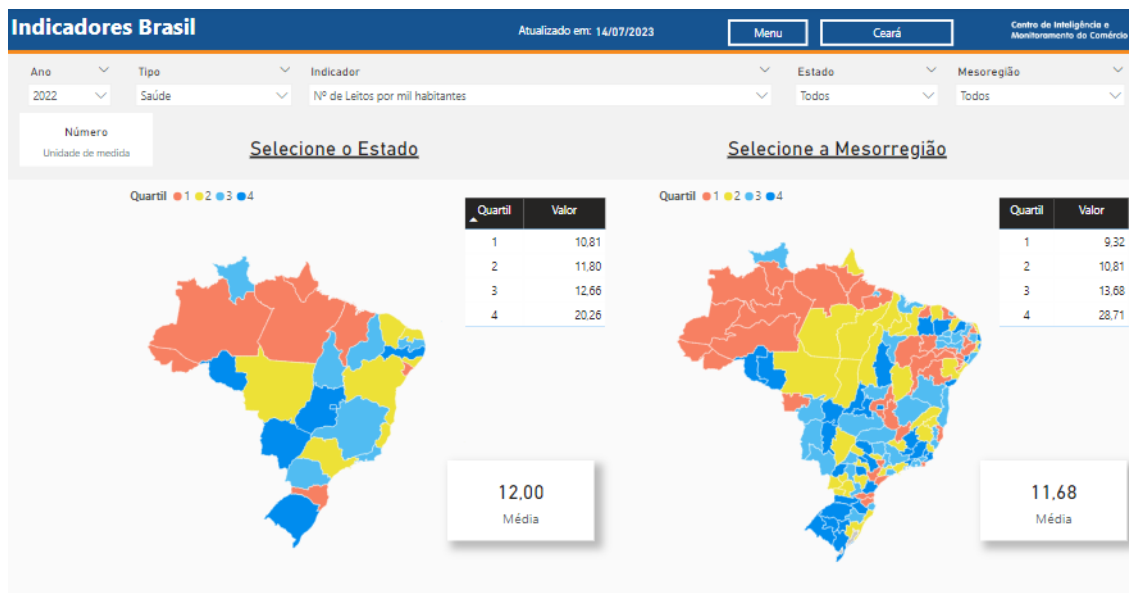 Indicadores Brasil
Atualizado em: 14/07/2023
Menu
Ceará
Centro de Inteligência e
Monitoramento do Comércio
Ano
Tipo
Indicador
Estado
Mesoregião
2022
Saúde
Nº de Leitos por mil habitantes
Todos
Todos
Número
Unidade de medida
Selecione o Estado
Selecione a Mesorregião
Quartil 1 2 3 4
Quartil Valor
1 10,81
2 11,80
3 12,66
4 20,26
12,00
Média
Quartil 1 2 3 4
Quartil Valor
1 9,32
2 10,81
3 13,68
4 28,71
11,68
Média